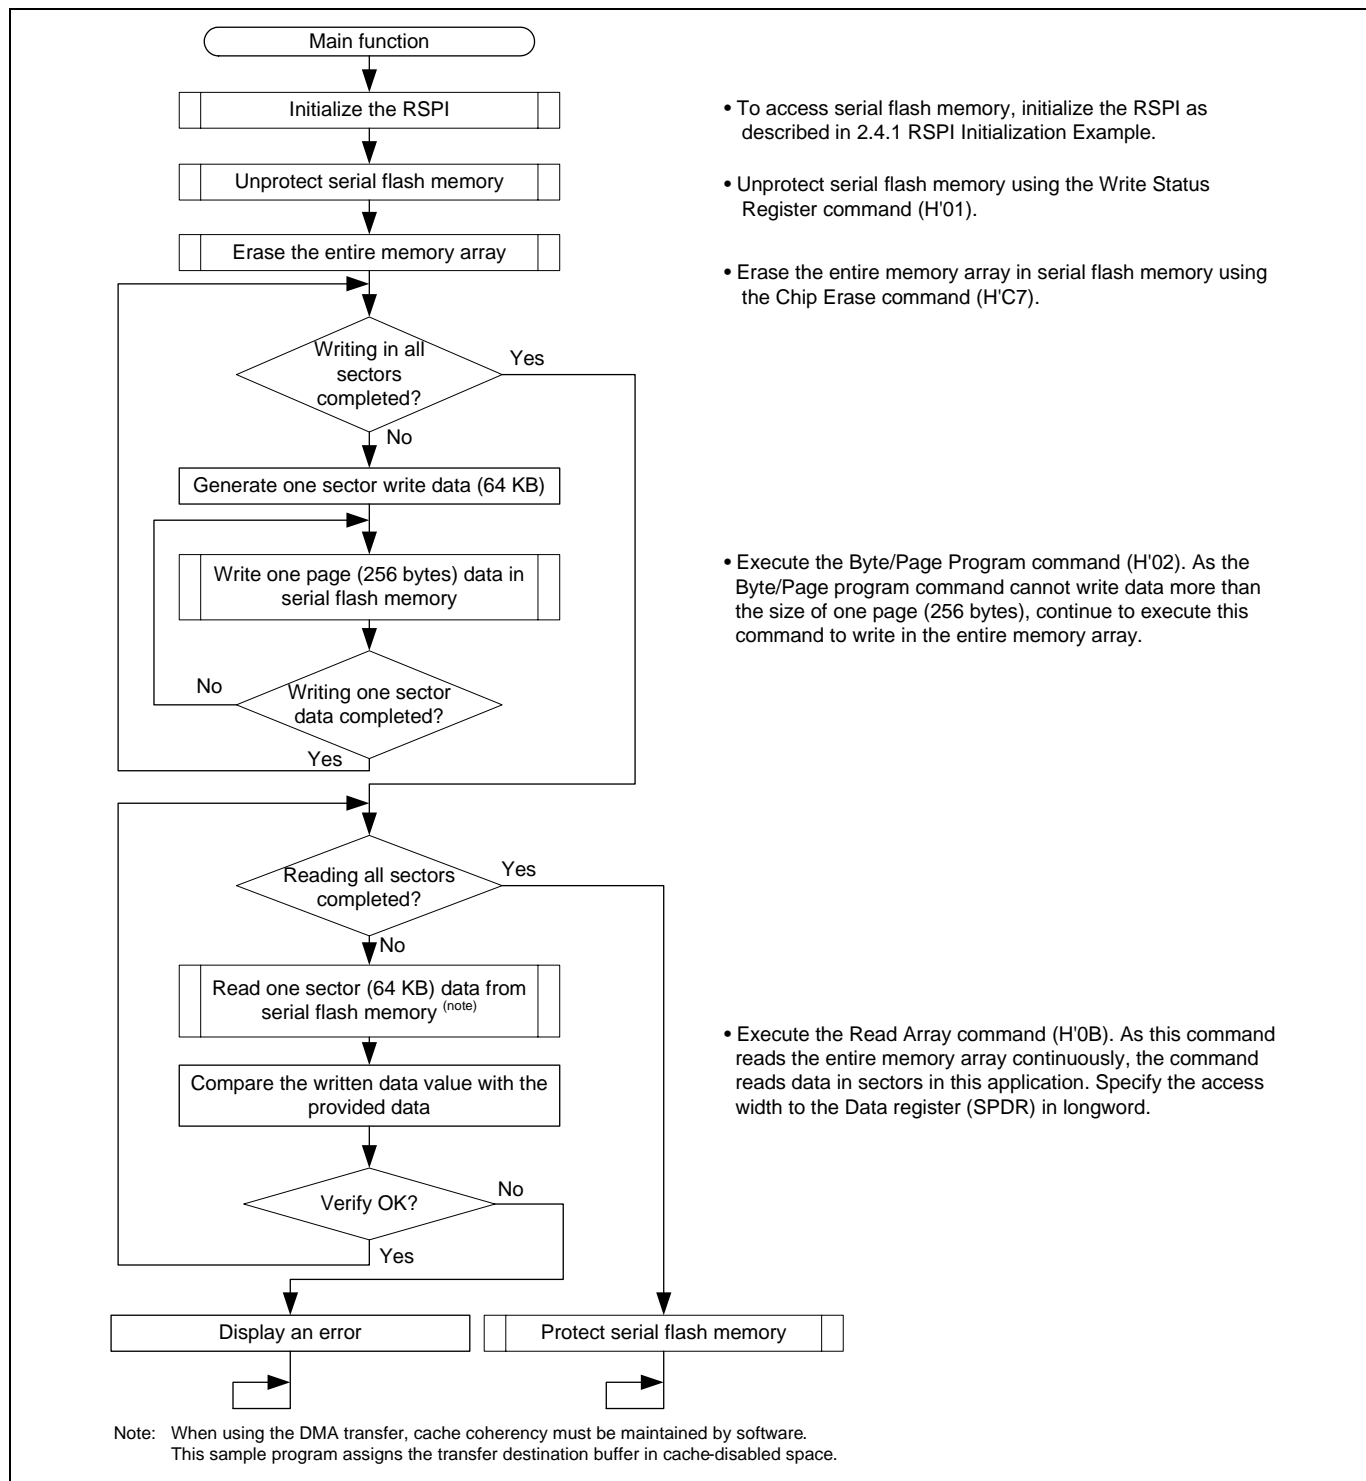 Main function
Initialize the RSPI
• To access serial flash memory, initialize the RSPI as
described in 2.4.1 RSPI Initialization Example.
Unprotect serial flash memory
• Unprotect serial flash memory using the Write Status
Register command (H'01).
Erase the entire memory array
• Erase the entire memory array in serial flash memory using
the Chip Erase command (H'C7).
Writing in all
sectors
completed?
Yes
No
Generate one sector write data (64 KB)
Write one page (256 bytes) data in
serial flash memory
• Execute the Byte/Page Program command (H'02). As the
Byte/Page program command cannot write data more than
the size of one page (256 bytes), continue to execute this
command to write in the entire memory array.
No
Writing one sector
data completed?
Yes
Reading all sectors
completed?
Yes
No
Read one sector (64 KB) data from
serial flash memory (note)
• Execute the Read Array command (H'0B). As this command
reads the entire memory array continuously, the command
reads data in sectors in this application. Specify the access
width to the Data register (SPDR) in longword.
Compare the written data value with the
provided data
Verify OK?
No
Yes
Display an error
Protect serial flash memory
Note: When using the DMA transfer, cache coherency must be maintained by software.
This sample program assigns the transfer destination buffer in cache-disabled space.